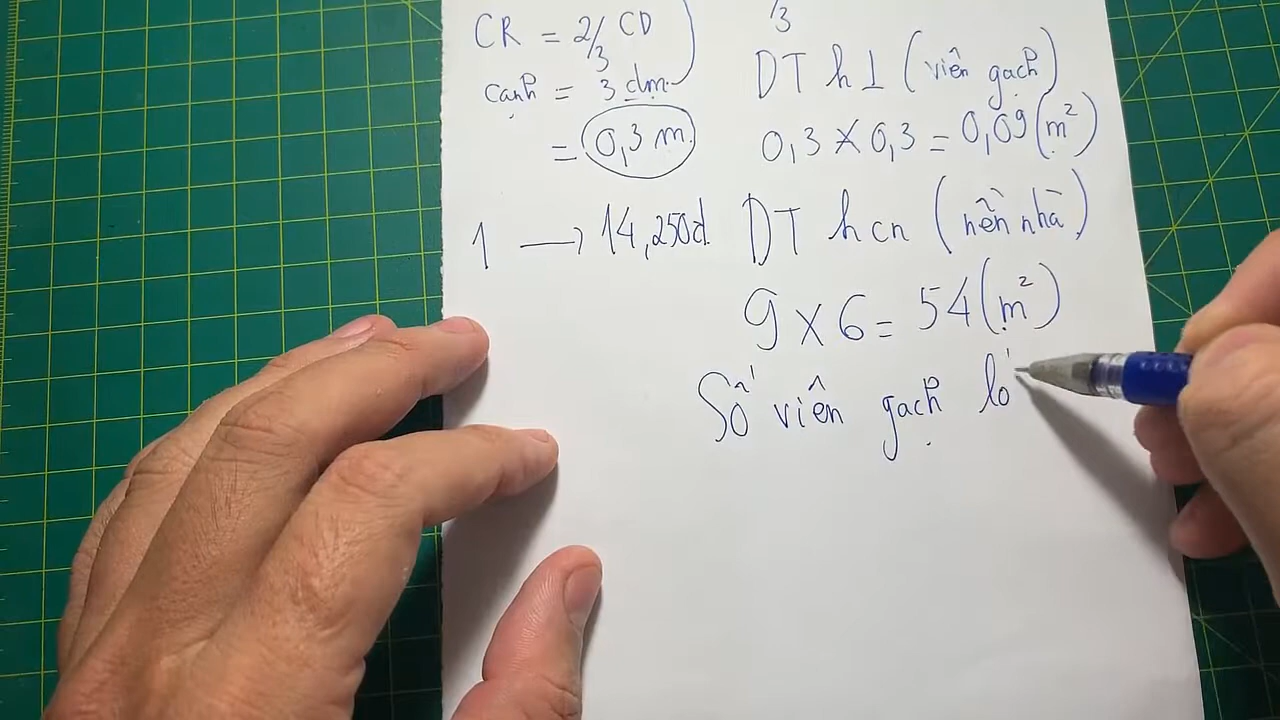 CR = 2/3 CD
cạnh = 3 dm
= 0,3 m
1 → 14,250đ
3
DT h⊥ (viên gạch)
0,3 × 0,3 = 0,09 (m²)
DT hcn (nền nhà)
9 × 6 = 54 (m²)
Số viên gạch ló